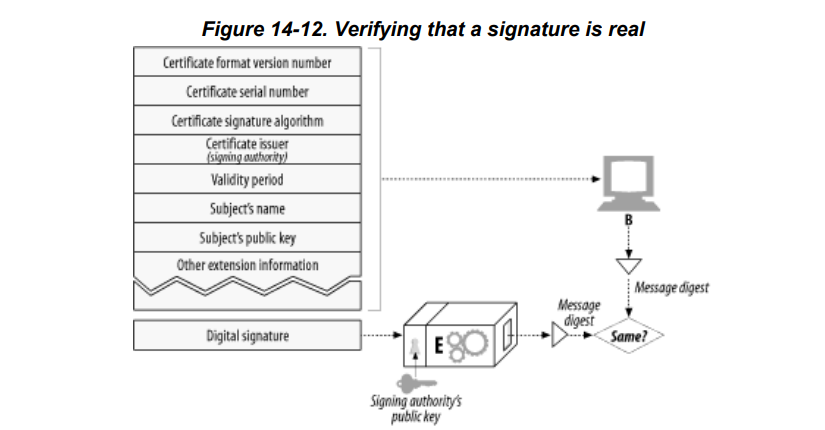 Figure 14-12. Verifying that a signature is real
Certificate format version number
Certificate serial number
Certificate signature algorithm
Certificate issuer
(signing authority)
Validity period
Subject's name
Subject's public key
Other extension information
B
Message digest
Digital signature
E
Message
digest
Same?
Signing authority's
public key